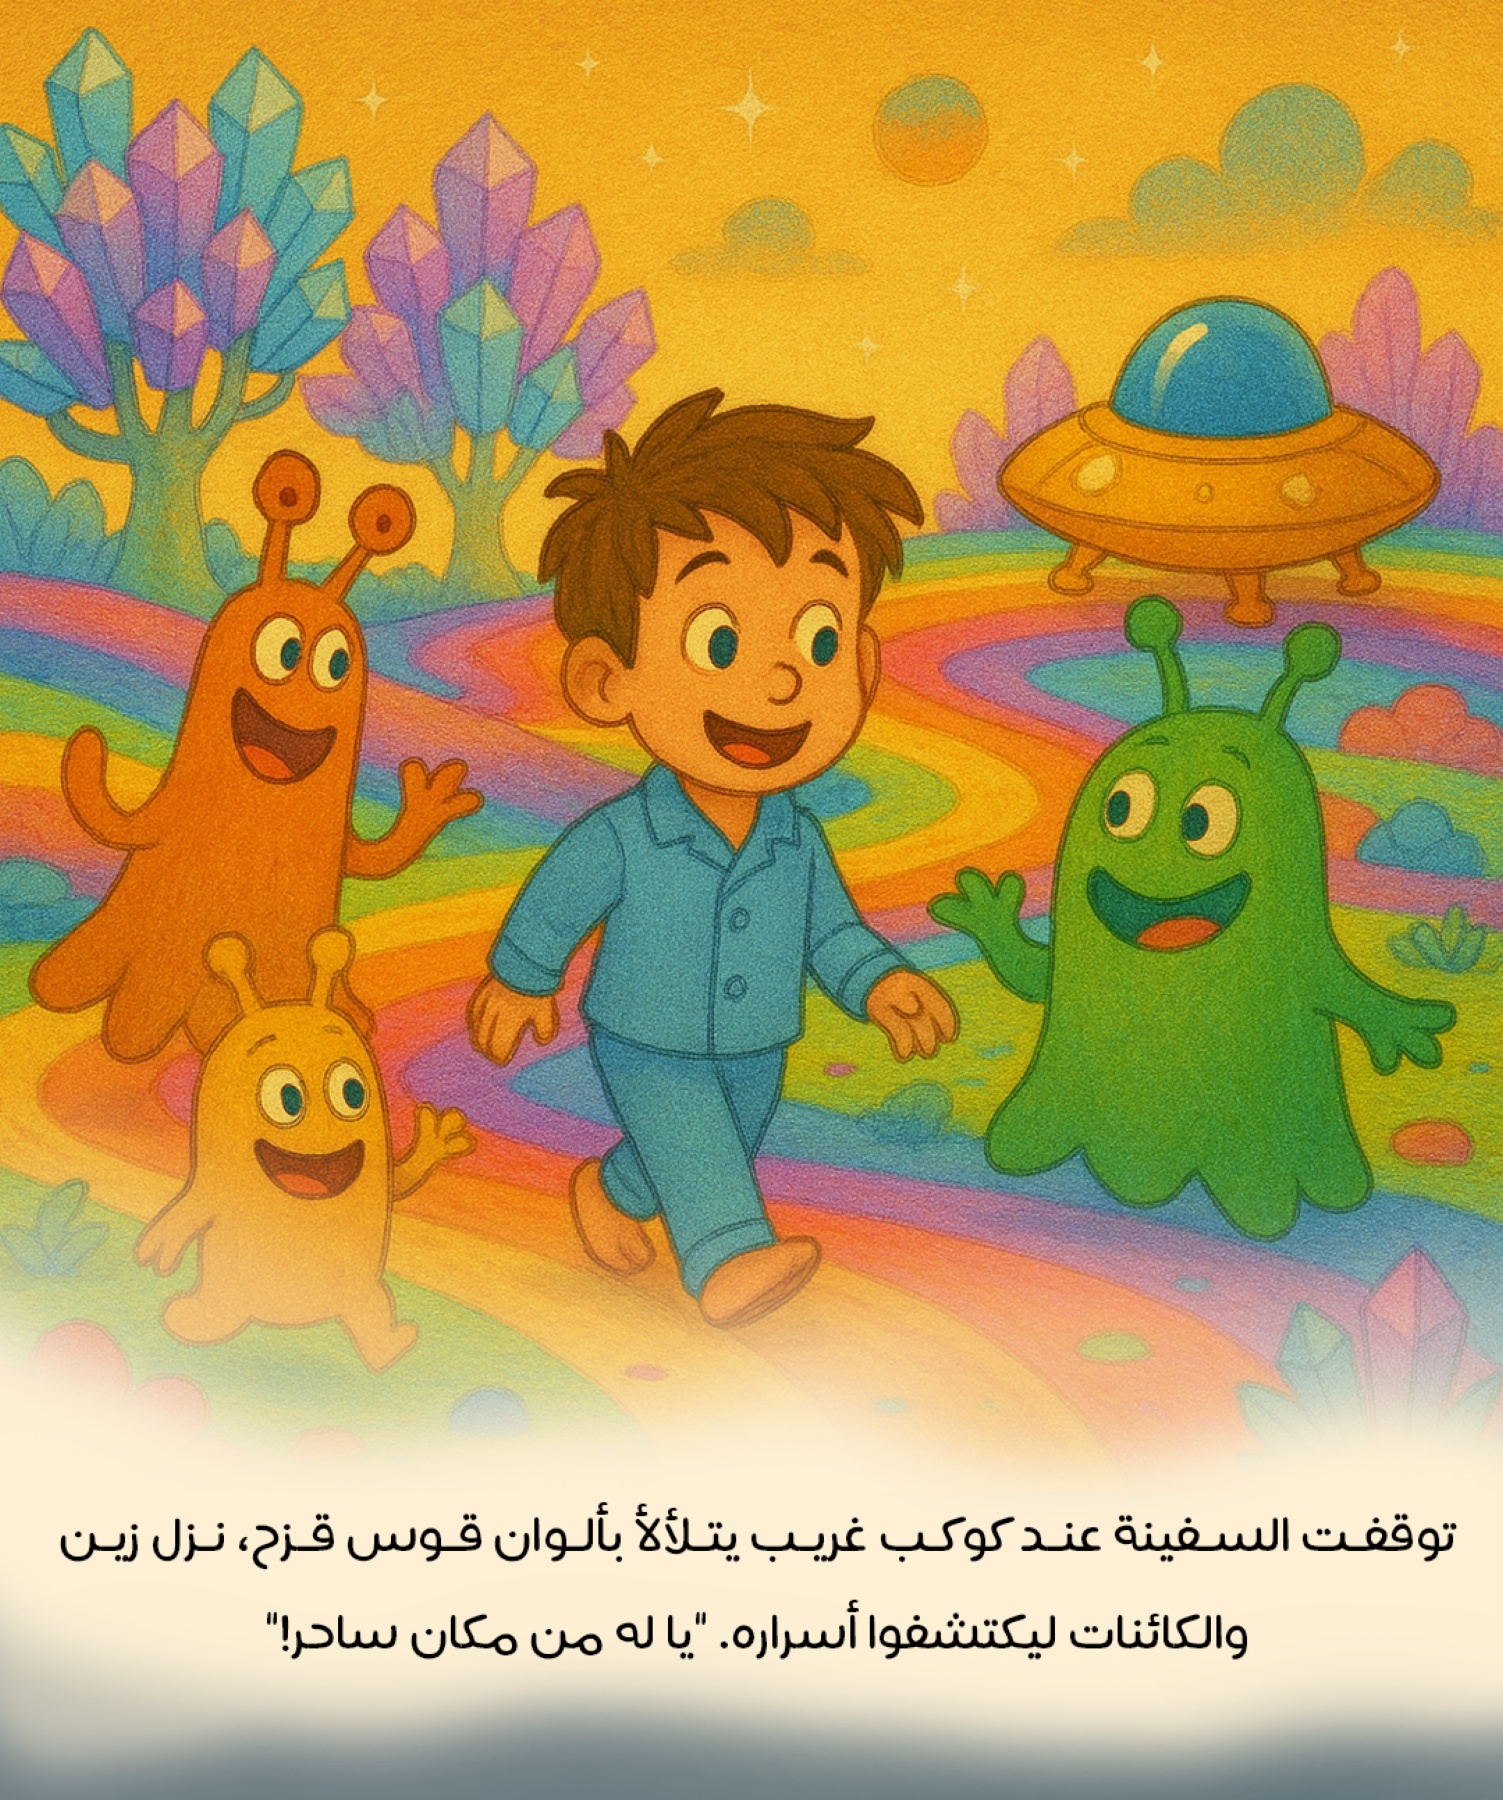 توقفت السفينة عند كوكب غريب يتلألأ بألوان قوس قزح، نزل زين
والكائنات ليكتشفوا أسراره. "يا له من مكان ساحر!"